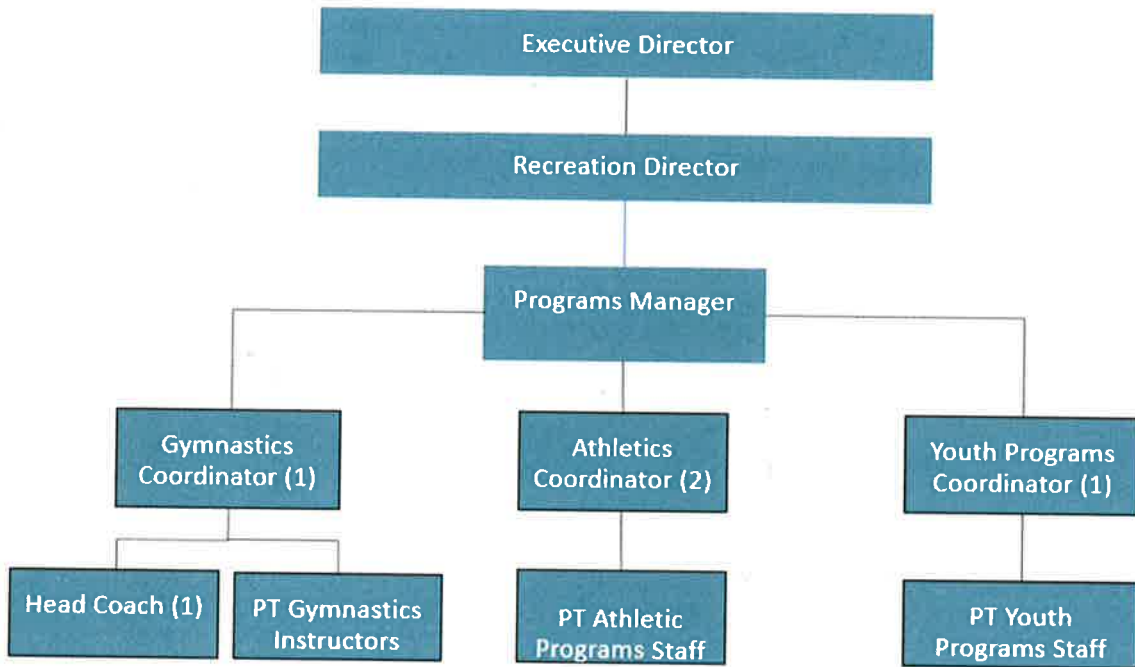 Executive Director
Recreation Director
Programs Manager
Gymnastics
Coordinator (1)
Athletics
Coordinator (2)
Youth Programs
Coordinator (1)
Head Coach (1)
PT Gymnastics
Instructors
PT Athletic
Programs Staff
PT Youth
Programs Staff